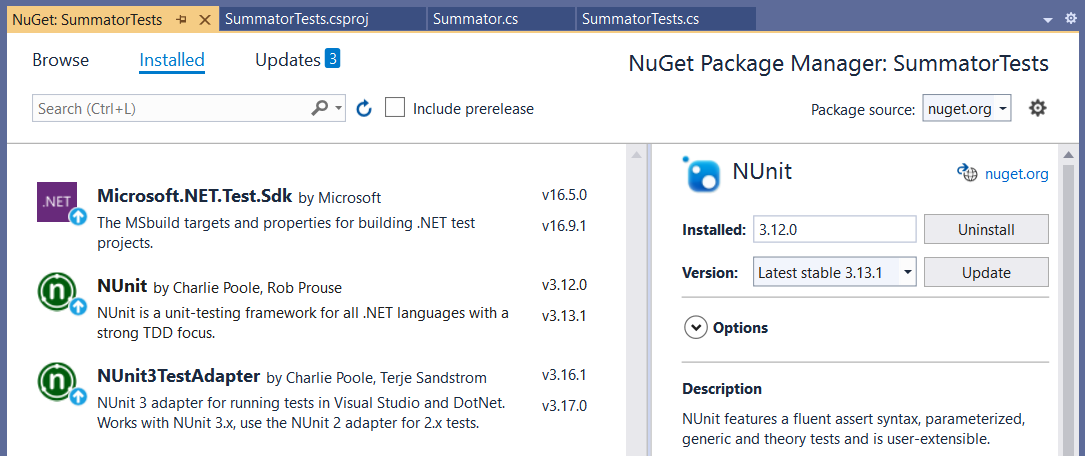 NuGet: SummatorTests
SummatorTests.csproj
Summator.cs
SummatorTests.cs
Browse
Installed
Updates 3
NuGet Package Manager: SummatorTests
Search (Ctrl+L)
Include prerelease
Package source: nuget.org
.NET
Microsoft.NET.Test.Sdk by Microsoft
v16.5.0
The MSbuild targets and properties for building .NET test
projects.
v16.9.1
n
NUnit by Charlie Poole, Rob Prouse
v3.12.0
NUnit is a unit-testing framework for all .NET languages with a
strong TDD focus.
v3.13.1
n
NUnit3TestAdapter by Charlie Poole, Terje Sandstrom
v3.16.1
NUnit 3 adapter for running tests in Visual Studio and DotNet.
Works with NUnit 3.x, use the NUnit 2 adapter for 2.x tests.
v3.17.0
NUnit
nuget.org
Installed: 3.12.0
Uninstall
Version: Latest stable 3.13.1
Update
Options
Description
NUnit features a fluent assert syntax, parameterized,
generic and theory tests and is user-extensible.